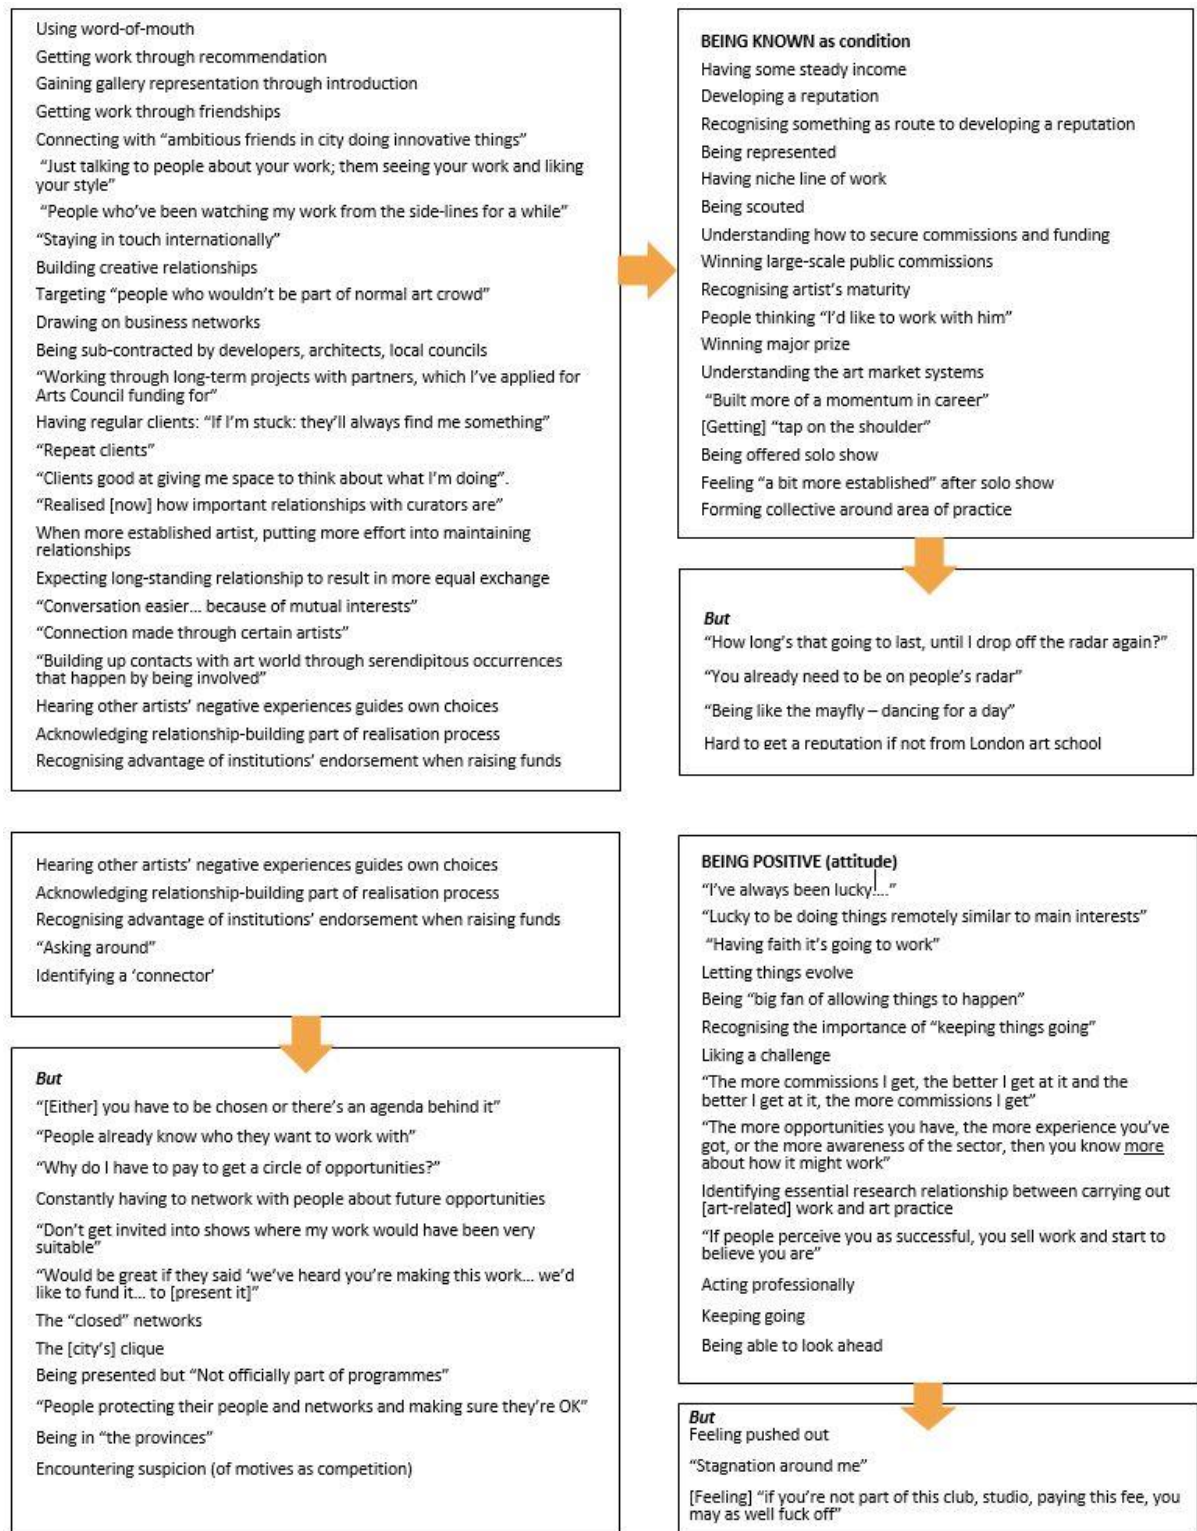 Using word-of-mouth
Getting work through recommendation
Gaining gallery representation through introduction
Getting work through friendships
Connecting with “ambitious friends in city doing innovative things”
“Just talking to people about your work; them seeing your work and liking
your style”
“People who’ve been watching my work from the side-lines for a while”
“Staying in touch internationally”
Building creative relationships
Targeting “people who wouldn’t be part of normal art crowd”
Drawing on business networks
Being sub-contracted by developers, architects, local councils
“Working through long-term projects with partners, which I’ve applied for
Arts Council funding for”
Having regular clients: “If I’m stuck: they’ll always find me something”
“Repeat clients”
“Clients good at giving me space to think about what I’m doing”.
“Realised [now] how important relationships with curators are”
When more established artist, putting more effort into maintaining
relationships
Expecting long-standing relationship to result in more equal exchange
“Conversation easier... because of mutual interests”
“Connection made through certain artists”
“Building up contacts with art world through serendipitous occurrences
that happen by being involved”
Hearing other artists’ negative experiences guides own choices
Acknowledging relationship-building part of realisation process
Recognising advantage of institutions’ endorsement when raising funds
BEING KNOWN as condition
Having some steady income
Developing a reputation
Recognising something as route to developing a reputation
Being represented
Having niche line of work
Being scouted
Understanding how to secure commissions and funding
Winning large-scale public commissions
Recognising artist’s maturity
People thinking “I’d like to work with him”
Winning major prize
Understanding the art market systems
“Built more of a momentum in career”
[Getting] “tap on the shoulder”
Being offered solo show
Feeling “a bit more established” after solo show
Forming collective around area of practice
But
“How long’s that going to last, until I drop off the radar again?”
“You already need to be on people’s radar”
“Being like the mayfly – dancing for a day”
Hard to get a reputation if not from London art school
Hearing other artists’ negative experiences guides own choices
Acknowledging relationship-building part of realisation process
Recognising advantage of institutions’ endorsement when raising funds
“Asking around”
Identifying a ‘connector’
But
“[Either] you have to be chosen or there’s an agenda behind it”
“People already know who they want to work with”
“Why do I have to pay to get a circle of opportunities?”
Constantly having to network with people about future opportunities
“Don’t get invited into shows where my work would have been very
suitable”
“Would be great if they said ‘we’ve heard you’re making this work... we’d
like to fund it... to [present it]”
The “closed” networks
The [city’s] clique
Being presented but “Not officially part of programmes”
“People protecting their people and networks and making sure they’re OK”
Being in “the provinces”
Encountering suspicion (of motives as competition)
BEING POSITIVE (attitude)
“I’ve always been lucky!...”
“Lucky to be doing things remotely similar to main interests”
“Having faith it’s going to work”
Letting things evolve
Being “big fan of allowing things to happen”
Recognising the importance of “keeping things going”
Liking a challenge
“The more commissions I get, the better I get at it and the
better I get at it, the more commissions I get”
“The more opportunities you have, the more experience you’ve
got, or the more awareness of the sector, then you know more
about how it might work”
Identifying essential research relationship between carrying out
[art-related] work and art practice
“If people perceive you as successful, you sell work and start to
believe you are”
Acting professionally
Keeping going
Being able to look ahead
But
Feeling pushed out
“Stagnation around me”
[Feeling] “if you’re not part of this club, studio, paying this fee, you
may as well fuck off”